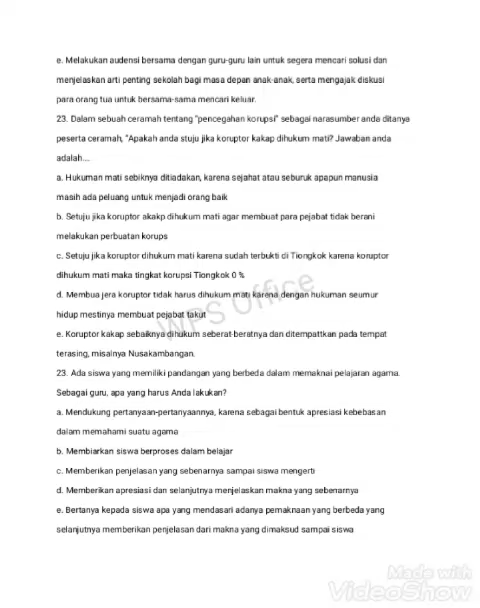 e. Melakukan audensi bersama dengan guru-guru lain untuk segera mencari solusi dan
menjelaskan arti penting sekolah bagi masa depan anak-anak, serta mengajak diskusi
para orang tua untuk bersama-sama mencari keluar.
23. Dalam sebuah ceramah tentang "pencegahan korupsi" sebagai narasumber anda ditanya
peserta ceramah, "Apakah anda stuju jika koruptor kakap dihukum mati? Jawaban anda
adalah...
a. Hukuman mati sebiknya ditiadakan, karena sejahat atau seburuk apapun manusia
masih ada peluang untuk menjadi orang baik
b. Setuju jika koruptor akakp dihukum mati agar membuat para pejabat tidak berani
melakukan perbuatan korups
c. Setuju jika koruptor dihukum mati karena sudah terbukti di Tiongkok karena koruptor
dihukum mati maka tingkat korupsi Tiongkok 0 %
d. Membua jera koruptor tidak harus dihukum mati karena dengan hukuman seumur
hidup mestinya membuat pejabat takut
e. Koruptor kakap sebaiknya dihukum seberat-beratnya dan ditempattkan pada tempat
terasing, misalnya Nusakambangan.
23. Ada siswa yang memiliki pandangan yang berbeda dalam memaknai pelajaran agama.
Sebagai guru, apa yang harus Anda lakukan?
a. Mendukung pertanyaan-pertanyaannya, karena sebagai bentuk apresiasi kebebasan
dalam memahami suatu agama
b. Membiarkan siswa berproses dalam belajar
c. Memberikan penjelasan yang sebenarnya sampai siswa mengerti
d. Memberikan apresiasi dan selanjutnya menjelaskan makna yang sebenarnya
e. Bertanya kepada siswa apa yang mendasari adanya pemaknaan yang berbeda yang
selanjutnya memberikan penjelasan dari makna yang dimaksud sampai siswa
WPS Office
Made with
VideoShow